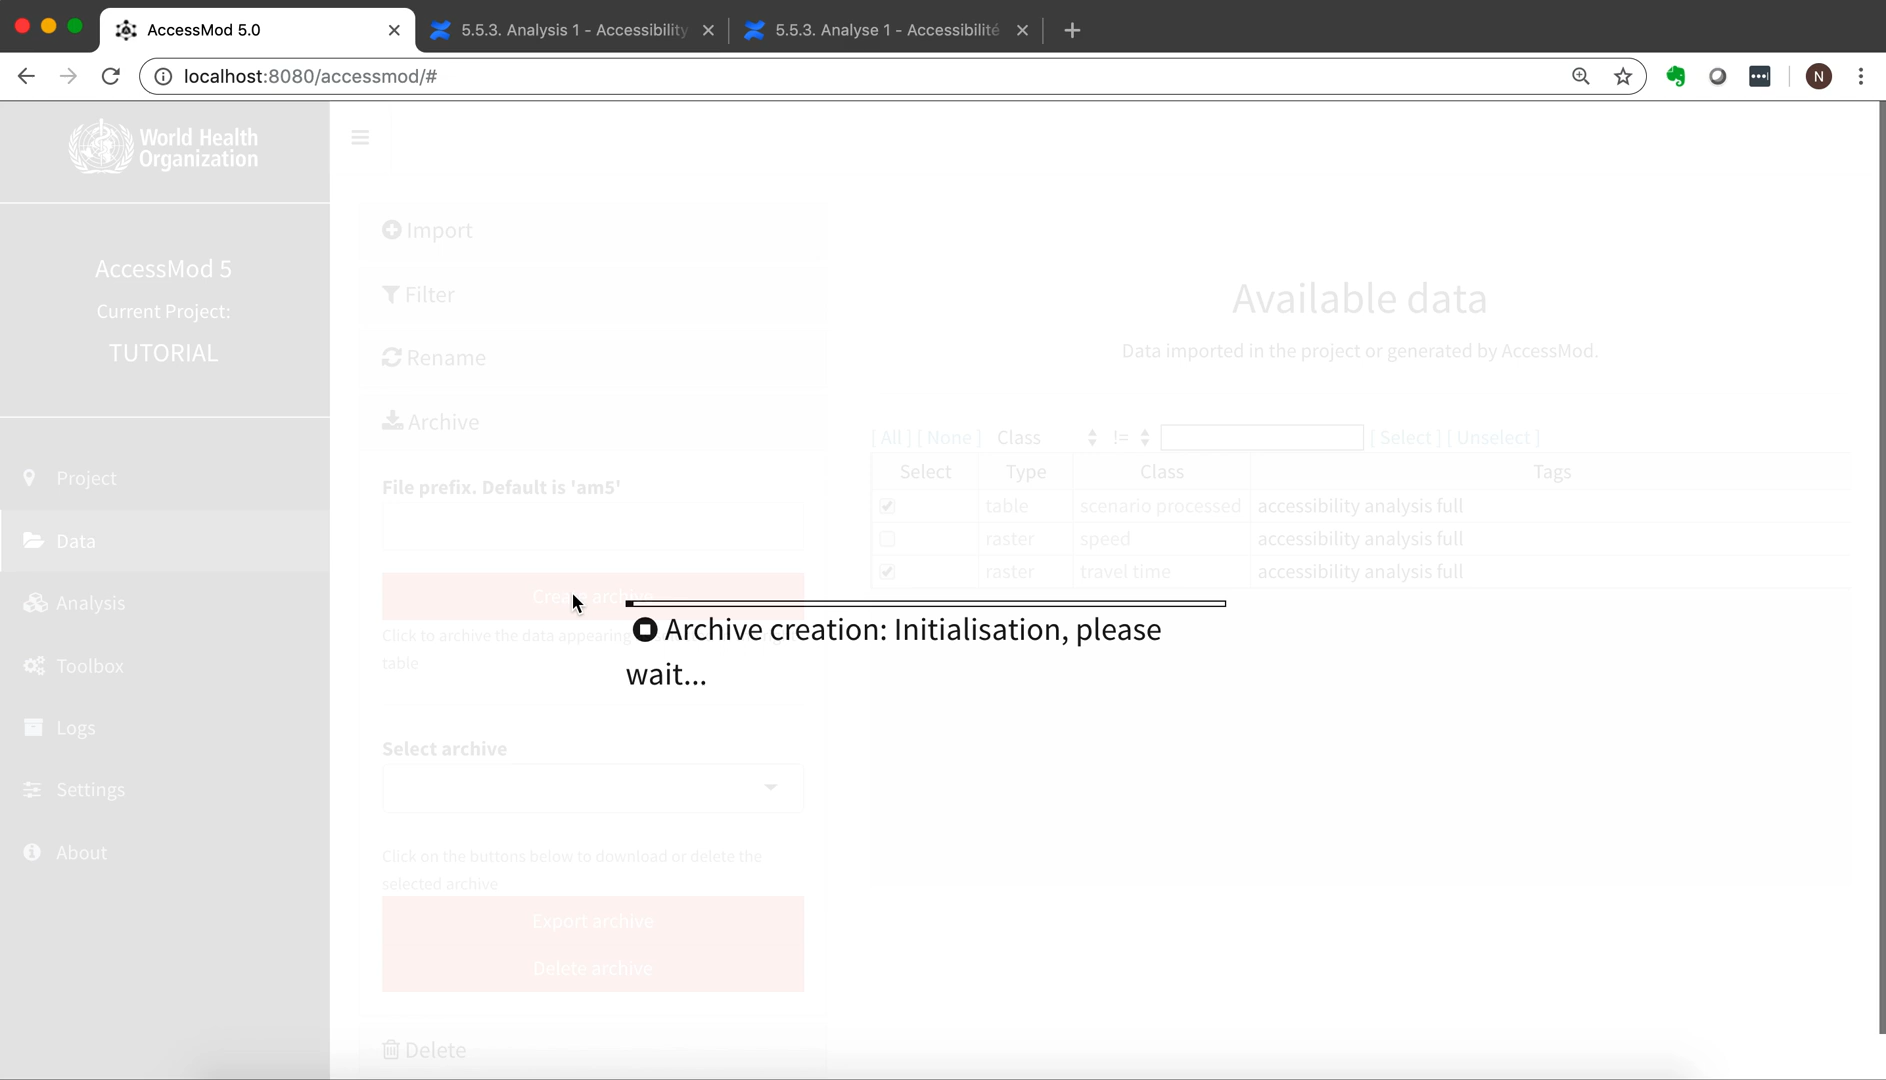 AccessMod 5.0
5.5.3. Analysis 1 - Accessibility
5.5.3. Analyse 1 - Accessibilité
localhost:8080/accessmod/#
N
World Health
Organization
AccessMod 5
Current Project:
TUTORIAL
Project
Data
Analysis
Toolbox
Logs
Settings
About
Import
Filter
Rename
Archive
File prefix. Default is 'am5'
Create archive
Click to archive the data appearing
table
Archive creation: Initialisation, please
wait...
Select archive
Click on the buttons below to download or delete the
selected archive
Export archive
Delete archive
Delete
Available data
Data imported in the project or generated by AccessMod.
[ All ] [ None ] Class != [ Select ] [ Unselect ]
Select Type Class Tags
table scenario processed accessibility analysis full
raster speed accessibility analysis full
raster travel time accessibility analysis full